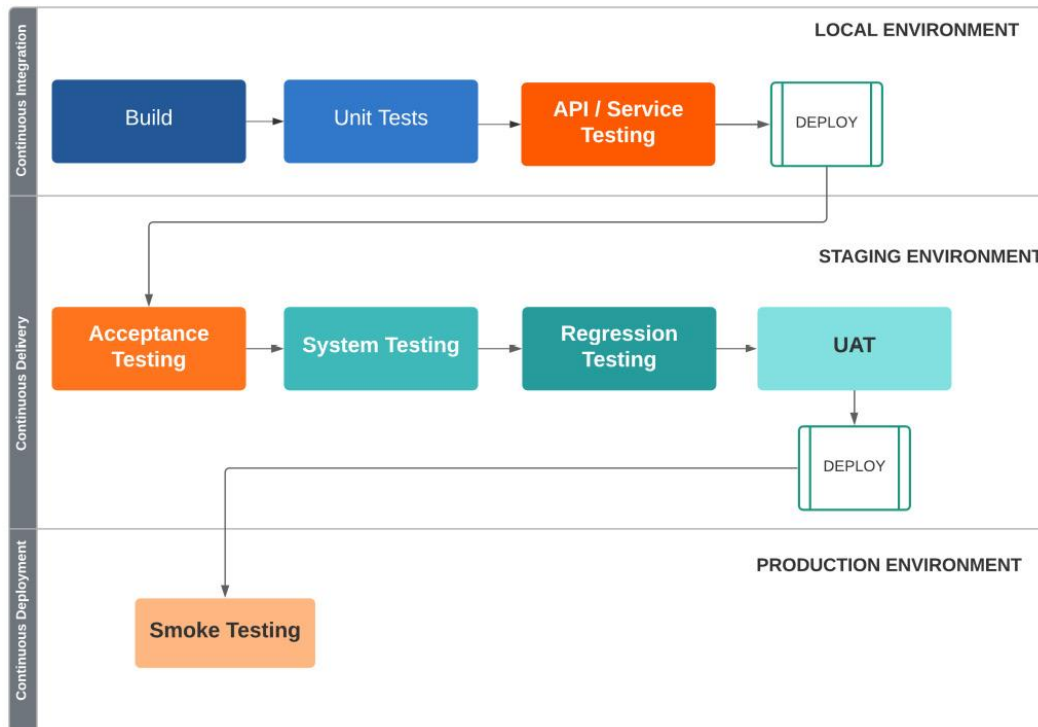 Continuous Integration
LOCAL ENVIRONMENT
Build
Unit Tests
API / Service
Testing
DEPLOY
Continuous Delivery
STAGING ENVIRONMENT
Acceptance
Testing
System Testing
Regression
Testing
UAT
DEPLOY
Continuous Deployment
PRODUCTION ENVIRONMENT
Smoke Testing